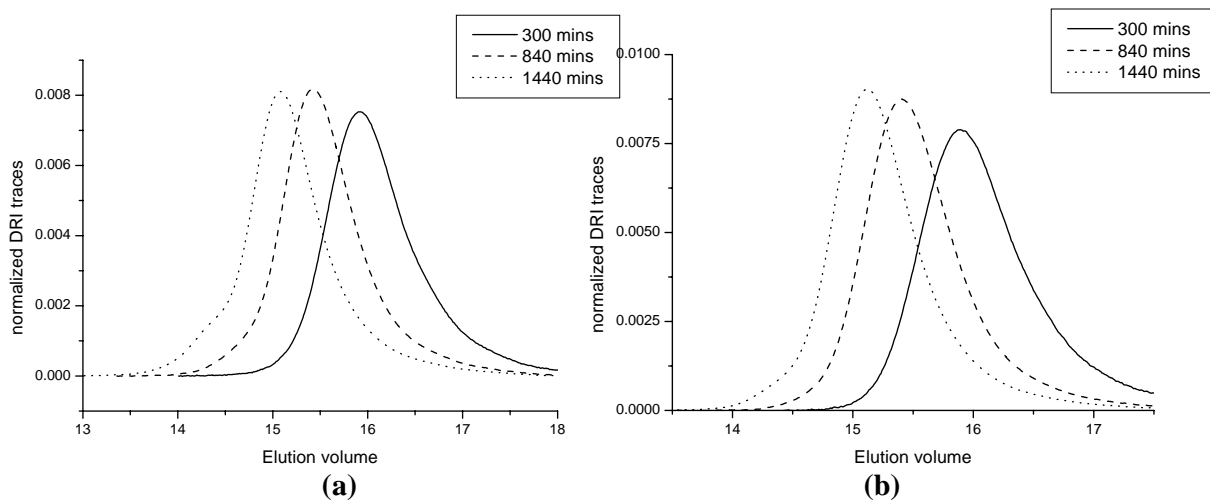 300 mins
840 mins
1440 mins
normalized DRI traces
0.008
0.006
0.004
0.002
0.000
13 14 15 16 17 18
Elution volume
(a)
300 mins
840 mins
1440 mins
normalized DRI traces
0.0100
0.0075
0.0050
0.0025
0.0000
14 15 16 17
Elution volume
(b)